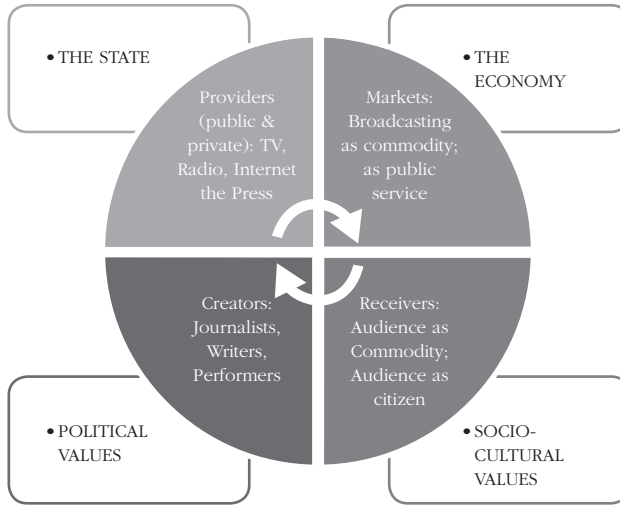 • THE STATE
• THE
ECONOMY
Providers
(public &
private): TV,
Radio, Internet
the Press
Markets:
Broadcasting
as commodity;
as public
service
Creators:
Journalists,
Writers,
Performers
Receivers:
Audience as
Commodity;
Audience as
citizen
• POLITICAL
VALUES
• SOCIO-
CULTURAL
VALUES